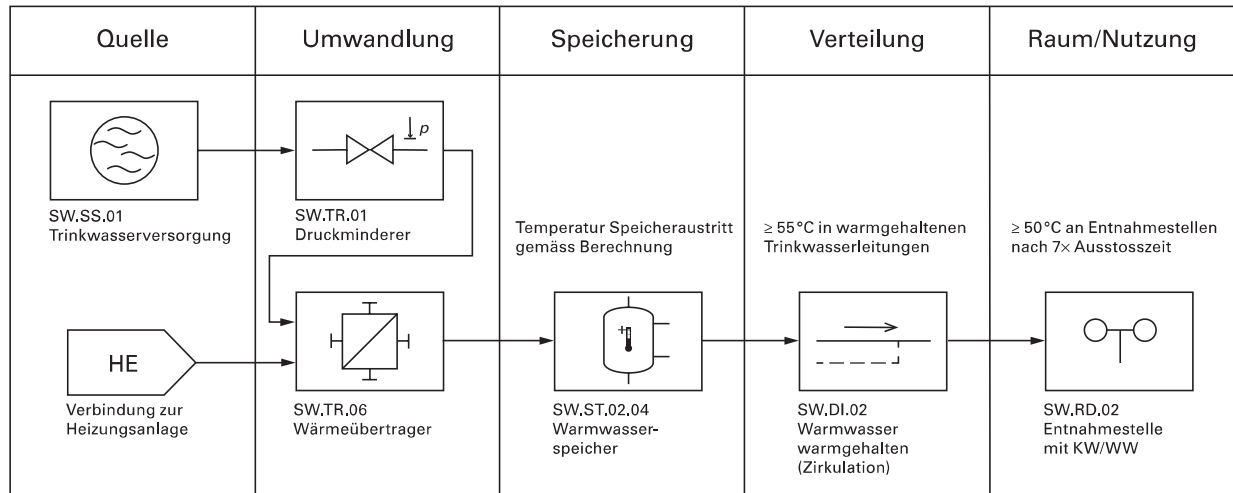 Quelle
Umwandlung
Speicherung
Verteilung
Raum/Nutzung
p
SW.SS.01
Trinkwasserversorgung
SW.TR.01
Druckminderer
Temperatur Speicheraustritt
gemäss Berechnung
≥ 55°C in warmgehaltenen
Trinkwasserleitungen
≥ 50°C an Entnahmestellen
nach 7× Ausstosszeit
HE
Verbindung zur
Heizungsanlage
SW.TR.06
Wärmeübertrager
SW.ST.02.04
Warmwasser-
speicher
SW.DI.02
Warmwasser
warmgehalten
(Zirkulation)
SW.RD.02
Entnahmestelle
mit KW/WW